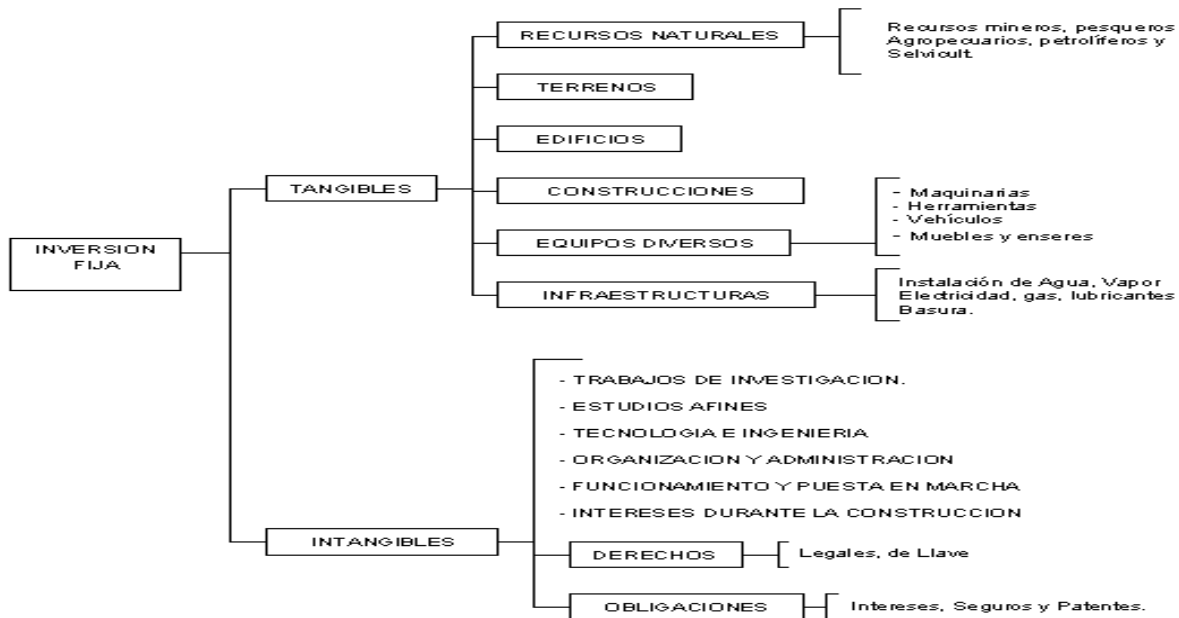 RECURSOS NATURALES
Recursos mineros, pesqueros
Agropecuarios, petrolíferos y
Selvicult.
TERRENOS
EDIFICIOS
TANGIBLES
CONSTRUCCIONES
- Maquinarias
- Herramientas
- Vehículos
- Muebles y enseres
EQUIPOS DIVERSOS
INVERSION
FIJA
INFRAESTRUCTURAS
Instalación de Agua, Vapor
Electricidad, gas, lubricantes
Basura.
- TRABAJOS DE INVESTIGACION.
- ESTUDIOS AFINES
- TECNOLOGIA E INGENIERIA
- ORGANIZACION Y ADMINISTRACION
- FUNCIONAMIENTO Y PUESTA EN MARCHA
- INTERESES DURANTE LA CONSTRUCCION
INTANGIBLES
DERECHOS
Legales, de Llave
OBLIGACIONES
Intereses, Seguros y Patentes.